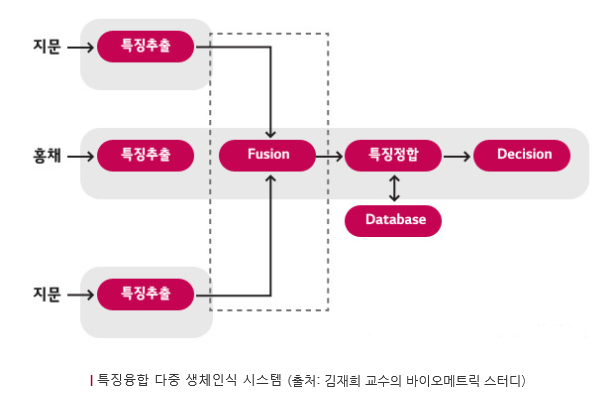 지문 특징추출
홍채 특징추출 Fusion 특징정합 Decision
Database
지문 특징추출
특징융합 다중 생체인식 시스템 (출처: 김재희 교수의 바이오메트릭 스터디)